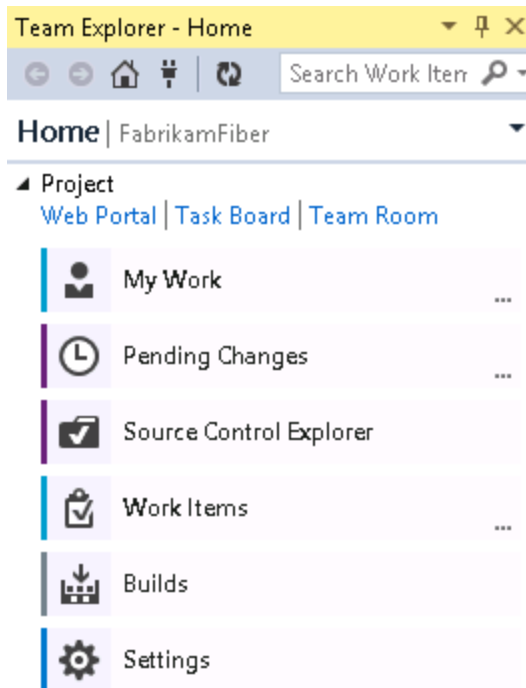 Team Explorer - Home
Search Work Iten
Home | FabrikamFiber
Project
Web Portal | Task Board | Team Room
My Work
...
Pending Changes
...
Source Control Explorer
Work Items
...
Builds
Settings